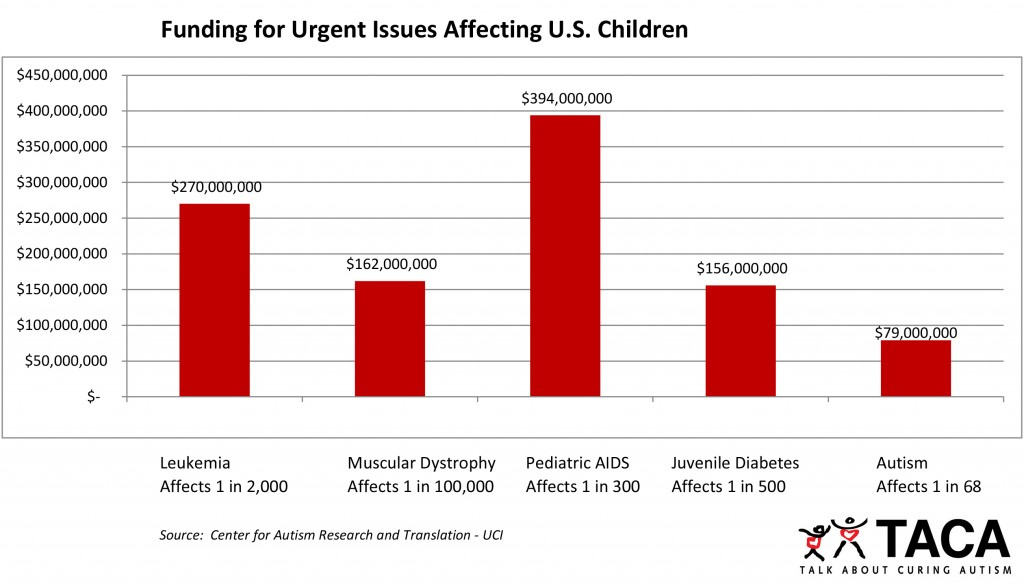 Funding for Urgent Issues Affecting U.S. Children
$450,000,000
$400,000,000
$350,000,000
$300,000,000
$250,000,000
$200,000,000
$150,000,000
$100,000,000
$50,000,000
$-
$270,000,000
$162,000,000
$394,000,000
$156,000,000
$79,000,000
Leukemia
Affects 1 in 2,000
Muscular Dystrophy
Affects 1 in 100,000
Pediatric AIDS
Affects 1 in 300
Juvenile Diabetes
Affects 1 in 500
Autism
Affects 1 in 68
Source: Center for Autism Research and Translation - UCI
TACA
TALK ABOUT CURING AUTISM